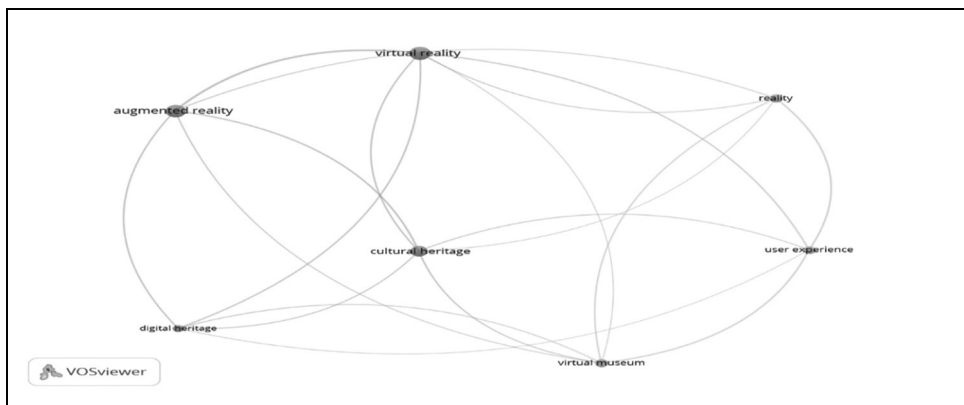 virtual reality
reality
augmented reality
cultural heritage
user experience
digital heritage
virtual museum
VOSviewer